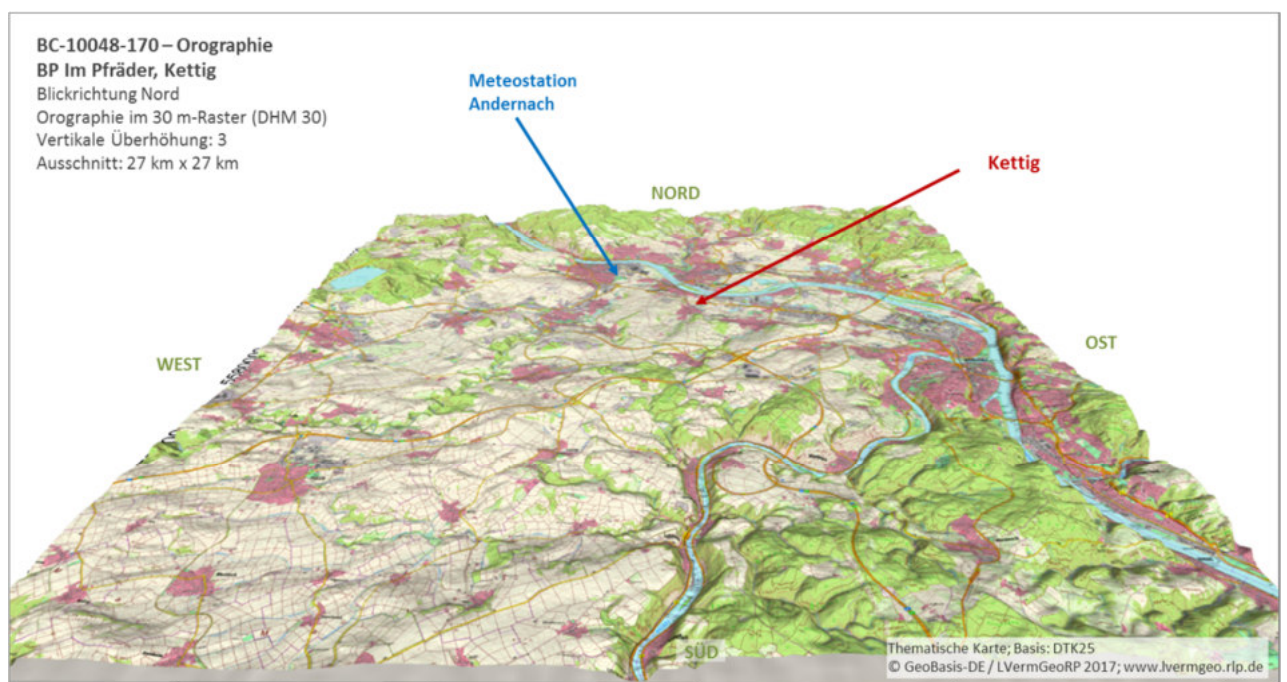 BC-10048-170 – Orographie
BP Im Pfräder, Kettig
Blickrichtung Nord
Orographie im 30 m-Raster (DHM 30)
Vertikale Überhöhung: 3
Ausschnitt: 27 km x 27 km
Meteostation
Andernach
Kettig
NORD
WEST
OST
SÜD
Thematische Karte; Basis: DTK25
© GeoBasis-DE / LVermGeoRP 2017; www.lvermgeo.rlp.de